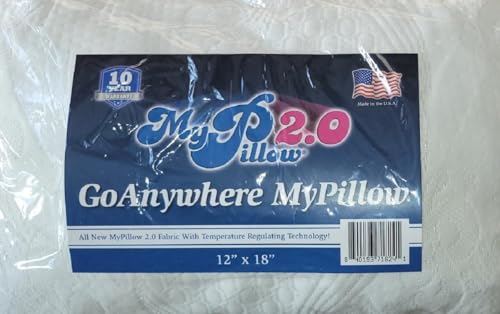 10
YEAR
WARRANTY
Made in the U.S.A.
MyPillow 2.0
GoAnywhere MyPillow
All New MyPillow 2.0 Fabric With Temperature Regulating Technology!
12" x 18"